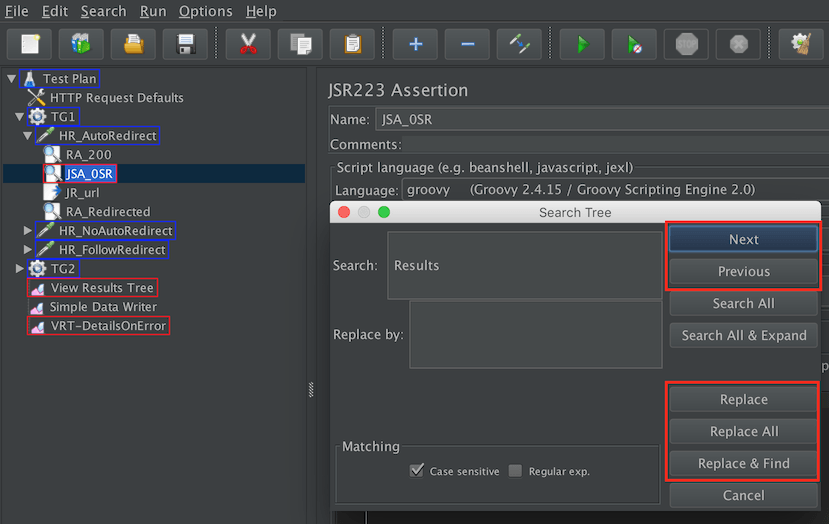 File Edit Search Run Options Help
STOP
Test Plan
HTTP Request Defaults
TG1
HR_AutoRedirect
RA_200
JSA_0SR
JR_url
RA_Redirected
HR_NoAutoRedirect
HR_FollowRedirect
TG2
View Results Tree
Simple Data Writer
VRT-DetailsOnError
JSR223 Assertion
Name: JSA_0SR
Comments:
Script language (e.g. beanshell, javascript, jexl)
Language: groovy (Groovy 2.4.15 / Groovy Scripting Engine 2.0)
Search Tree
Search: Results
Replace by:
Next
Previous
Search All
Search All & Expand
Replace
Replace All
Replace & Find
Cancel
Matching
Case sensitive Regular exp.